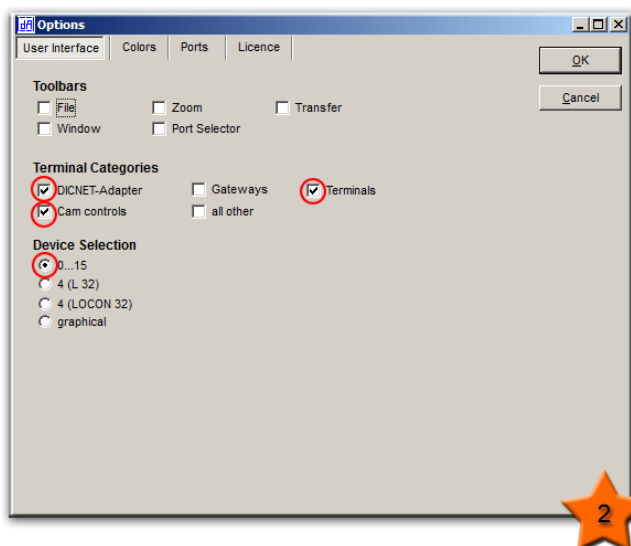 dA Options
User Interface Colors Ports Licence
OK
Cancel
Toolbars
File Zoom Transfer
Window Port Selector
Terminal Categories
DICNET-Adapter Gateways Terminals
Cam controls all other
Device Selection
0...15
4 (L 32)
4 (LOCON 32)
graphical
2